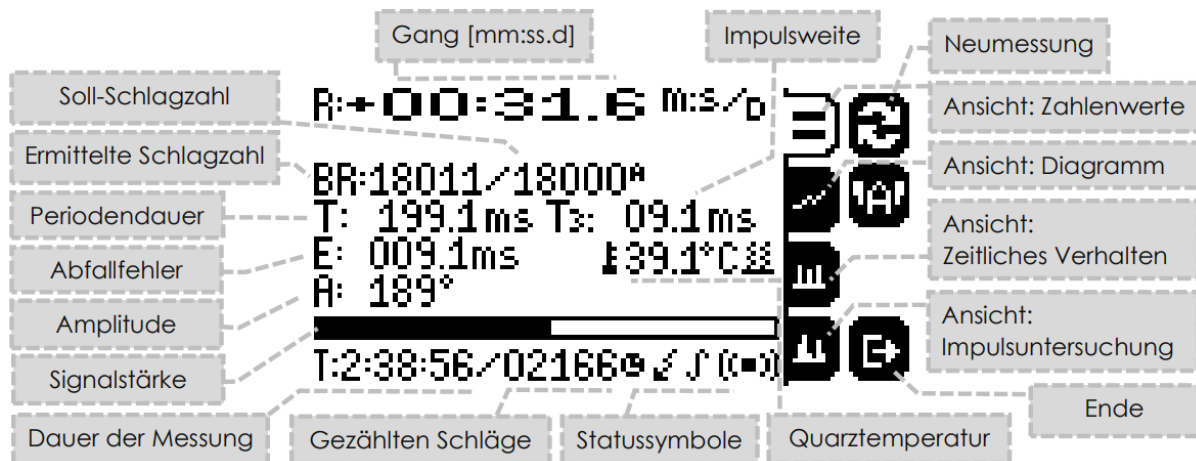 Gang [mm:ss.d]
Impulsweite
Neumessung
Soll-Schlagzahl
R:+00:31.6 m:s/D
Ansicht: Zahlenwerte
Ermittelte Schlagzahl
BR:18011/18000A
Ansicht: Diagramm
Periodendauer
T: 199.1ms T3: 09.1ms
A
Ansicht:
Zeitliches Verhalten
Abfallfehler
E: 009.1ms
39.1°C
Amplitude
A: 189°
Ansicht:
Impulsuntersuchung
Signalstärke
T:2:38:56/02166
Ende
Dauer der Messung
Gezählten Schläge
Statussymbole
Quarztemperatur